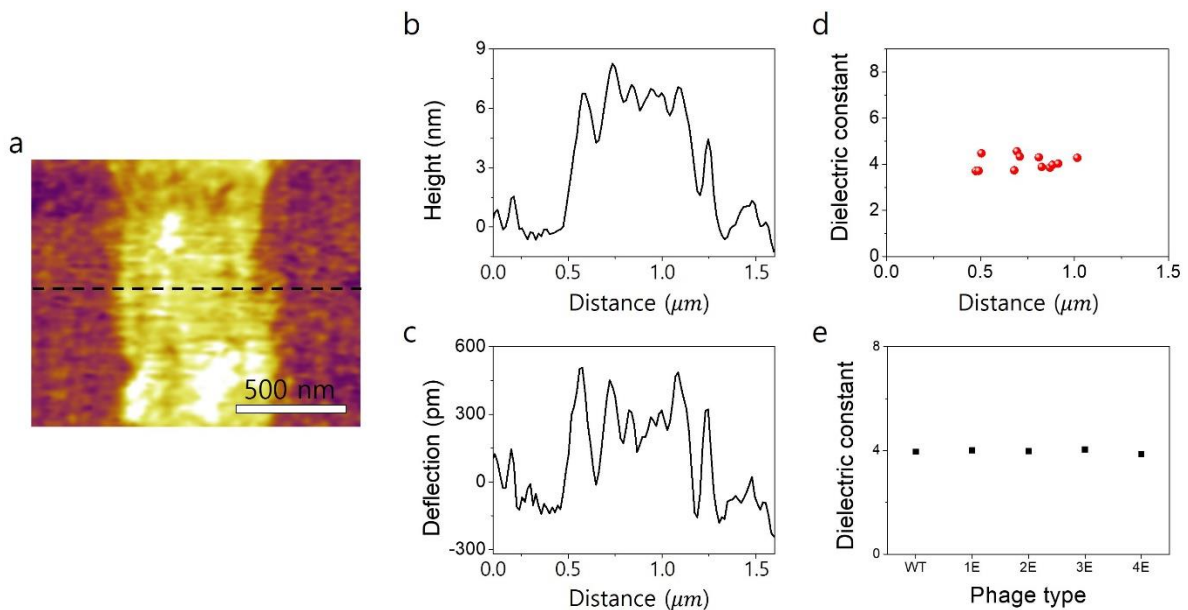 a
500 nm
b
9
6
3
0
Height (nm)
0.0 0.5 1.0 1.5
Distance (μm)
c
600
300
0
-300
Deflection (pm)
0.0 0.5 1.0 1.5
Distance (μm)
d
8
6
4
2
0
Dielectric constant
0.5 1.0 1.5
Distance (μm)
e
8
4
0
Dielectric constant
WT 1E 2E 3E 4E
Phage type